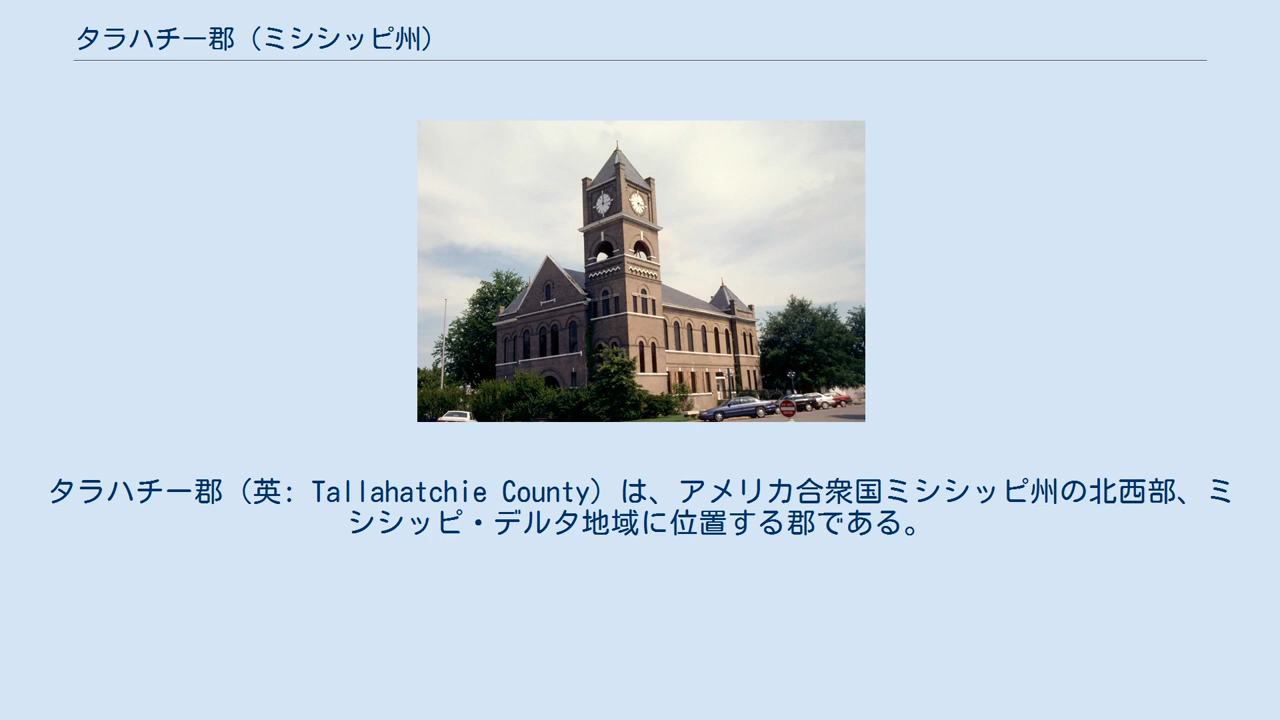 タラハチー郡（ミシシッピ州）
タラハチー郡（英: Tallahatchie County）は、アメリカ合衆国ミシシッピ州の北西部、ミ
シシッピ・デルタ地域に位置する郡である。